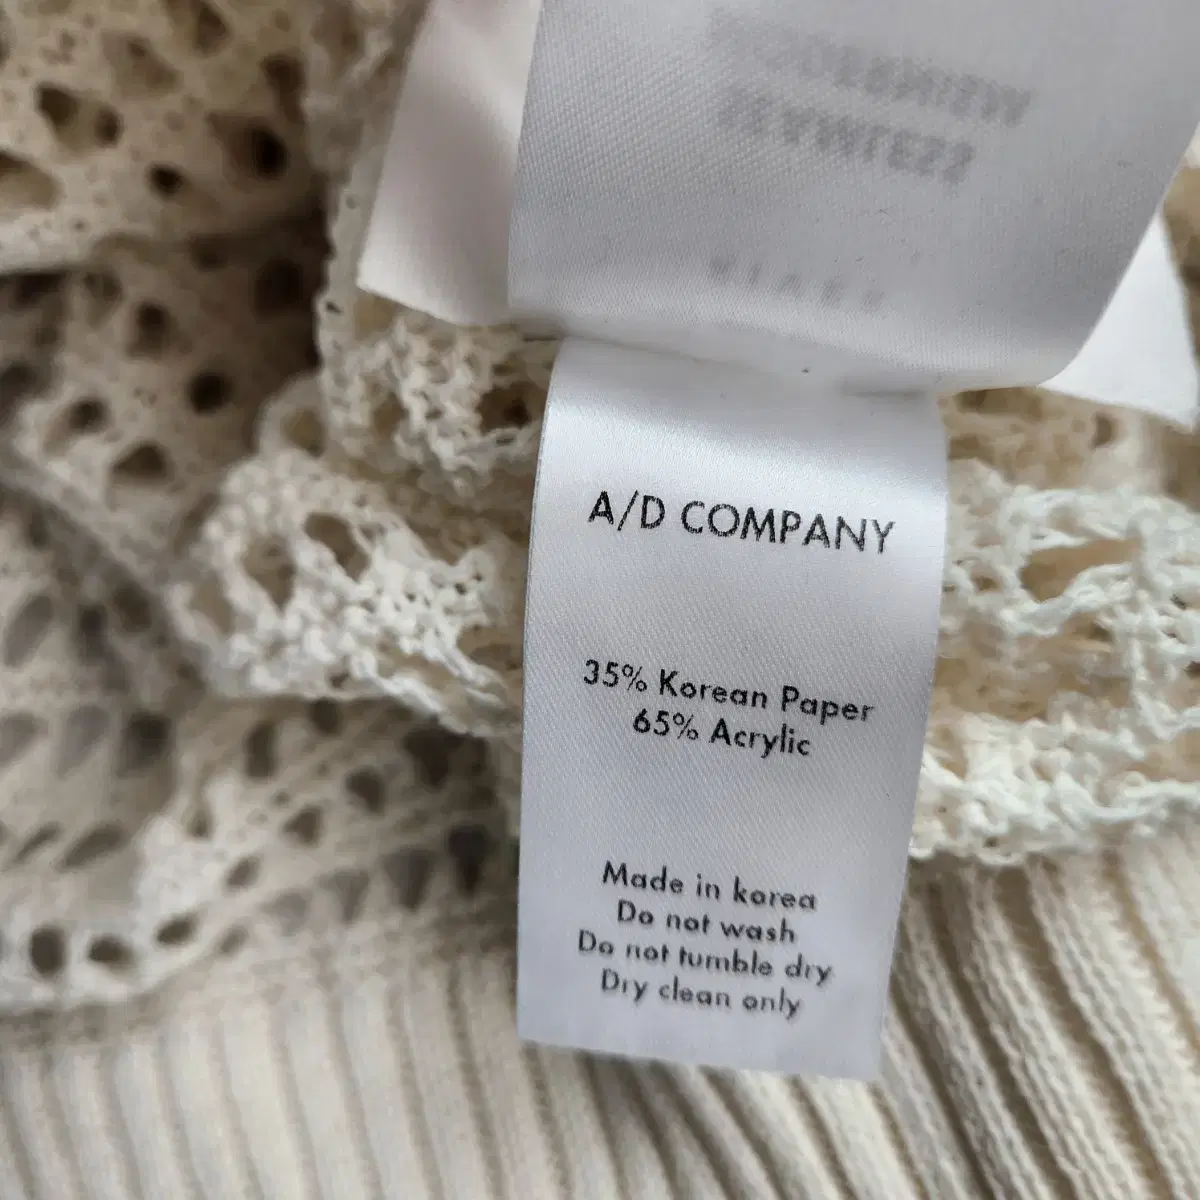 A/D COMPANY
35% Korean Paper
65% Acrylic
Made in korea
Do not wash
Do not tumble dry
Dry clean only